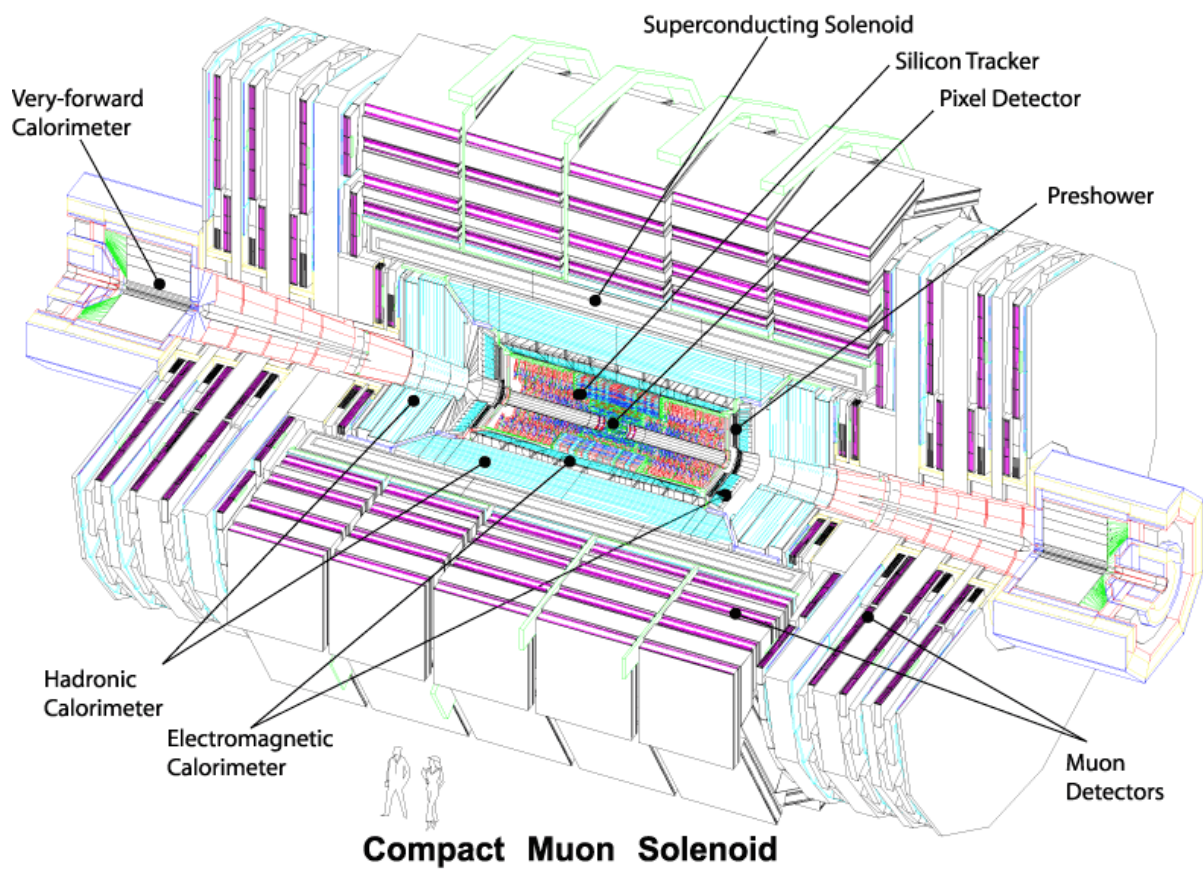 Superconducting Solenoid
Silicon Tracker
Pixel Detector
Very-forward
Calorimeter
Preshower
Hadronic
Calorimeter
Electromagnetic
Calorimeter
Muon
Detectors
Compact Muon Solenoid